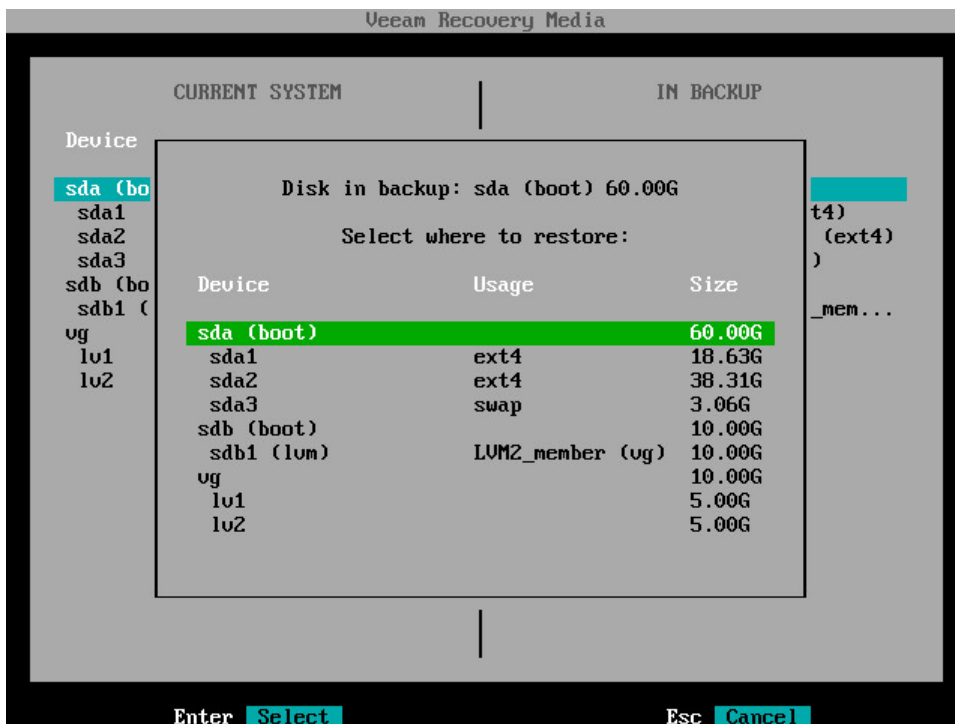 Veeam Recovery Media
CURRENT SYSTEM IN BACKUP
Device
sda (bo
sda1 t4)
sda2 (ext4)
sda3 )
sdb (bo
sdb1 ( _mem...
vg
lv1
lv2
Disk in backup: sda (boot) 60.00G
Select where to restore:
Device Usage Size
sda (boot) 60.00G
sda1 ext4 18.63G
sda2 ext4 38.31G
sda3 swap 3.06G
sdb (boot) 10.00G
sdb1 (lvm) LVM2_member (vg) 10.00G
vg 10.00G
lv1 5.00G
lv2 5.00G
Enter Select Esc Cancel